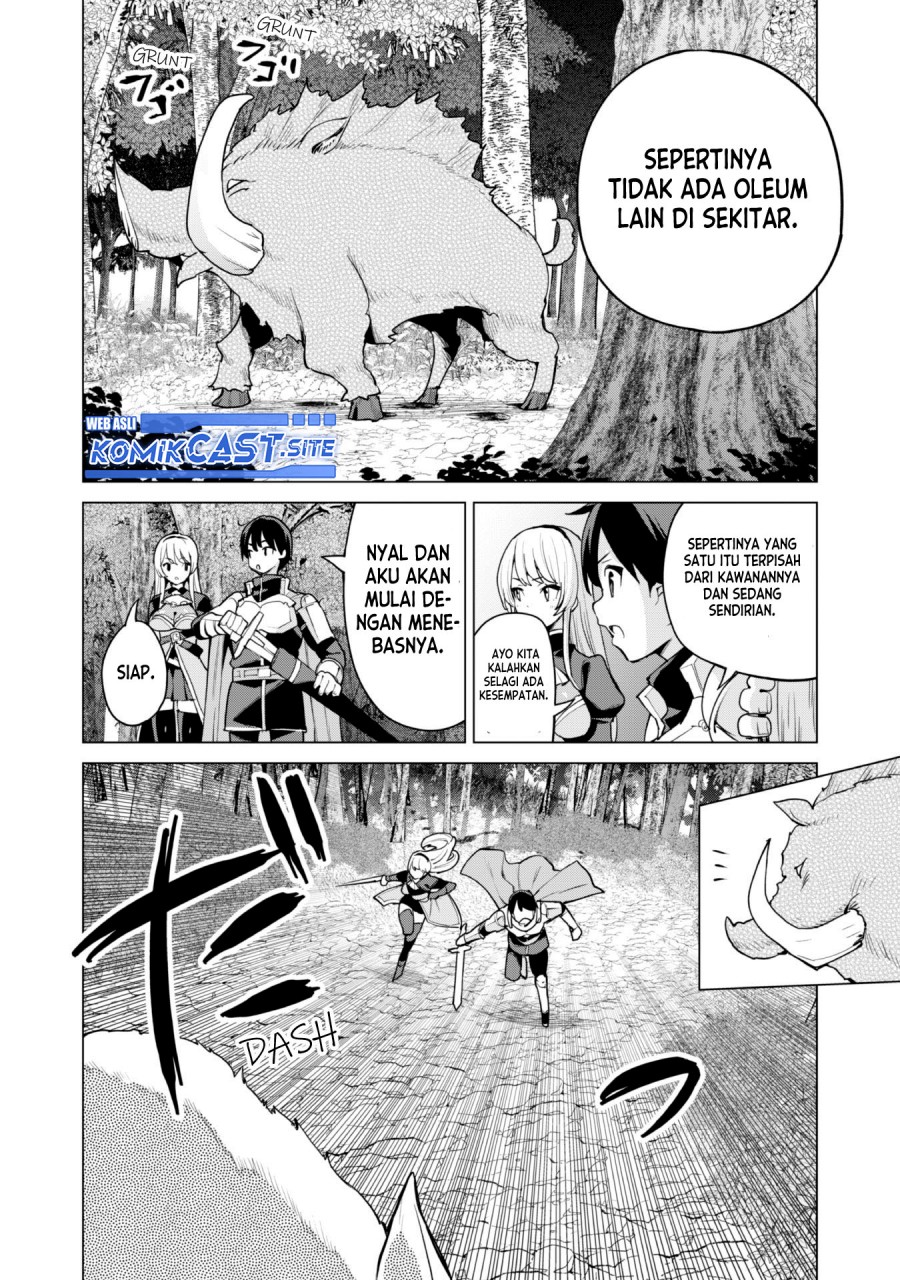 GRUNT
GRUNT
フゴ
フゴ
SEPERTINYA
TIDAK ADA OLEUM
LAIN DI SEKITAR.
WEB ASLI
KOMIKCAST.SITE
SEPERTINYA YANG
SATU ITU TERPISAH
DARI KAWANANNYA
DAN SEDANG
SENDIRIAN.
AYO KITA
KALAHKAN
SELAGI ADA
KESEMPATAN.
NYAL DAN
AKU AKAN
MULAI DE-
NGAN MENE-
BASNYA.
SIAP.
ダッ
DASH